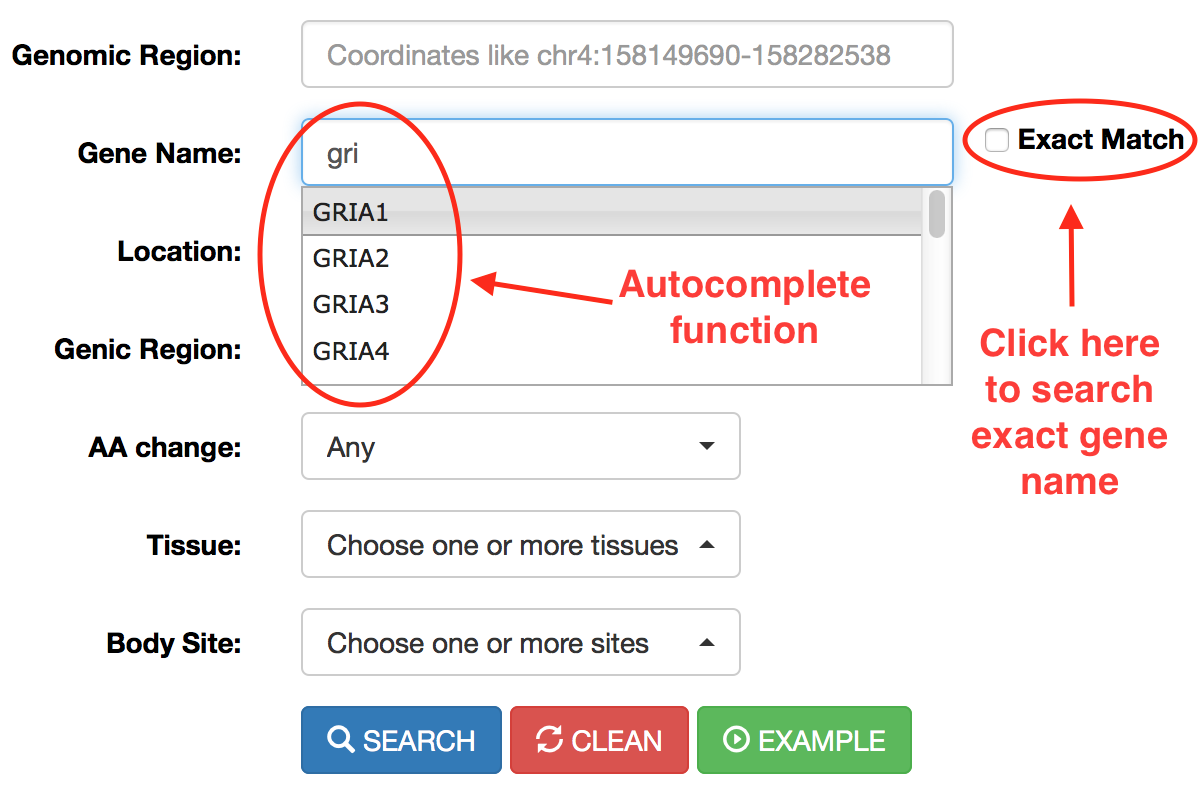 Genomic Region: Coordinates like chr4:158149690-158282538
Gene Name: gri
Exact Match
GRIA1
GRIA2
GRIA3
GRIA4
Location:
Genic Region:
Autocomplete
function
Click here
to search
exact gene
name
AA change: Any
Tissue: Choose one or more tissues
Body Site: Choose one or more sites
SEARCH CLEAN EXAMPLE